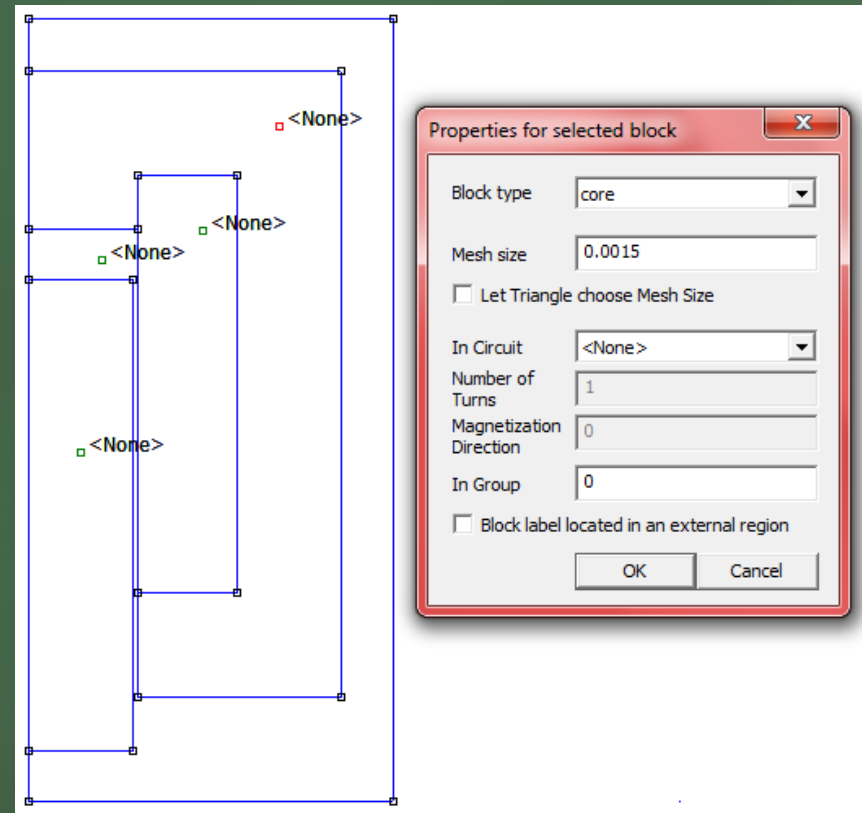 <None>
<None>
<None>
<None>
Properties for selected block
Block type
core
Mesh size
0.0015
Let Triangle choose Mesh Size
In Circuit
<None>
Number of
Turns
1
Magnetization
Direction
0
In Group
0
Block label located in an external region
OK
Cancel